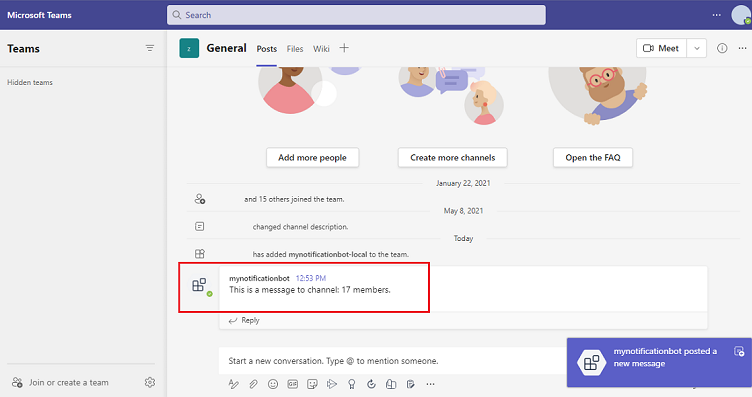 Microsoft Teams
Search
Teams
Hidden teams
z
General
Posts
Files
Wiki
Meet
Add more people
Create more channels
Open the FAQ
January 22, 2021
and 15 others joined the team.
May 8, 2021
changed channel description.
Today
has added mynotificationbot-local to the team.
mynotificationbot 12:53 PM
This is a message to channel: 17 members.
Reply
Start a new conversation. Type @ to mention someone.
GIF
mynotificationbot posted a
new message
Join or create a team